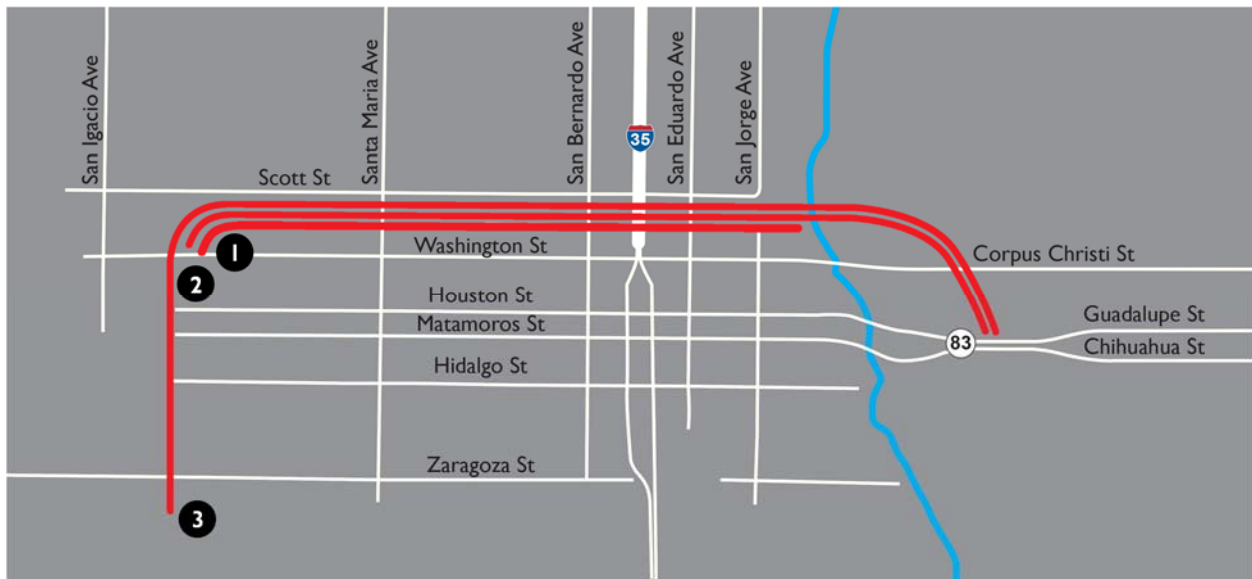 San Igacio Ave
Santa Maria Ave
San Bernardo Ave
35
San Eduardo Ave
San Jorge Ave
Scott St
1
Washington St
Corpus Christi St
2
Houston St
Guadalupe St
Matamoros St
83
Chihuahua St
Hidalgo St
Zaragoza St
3